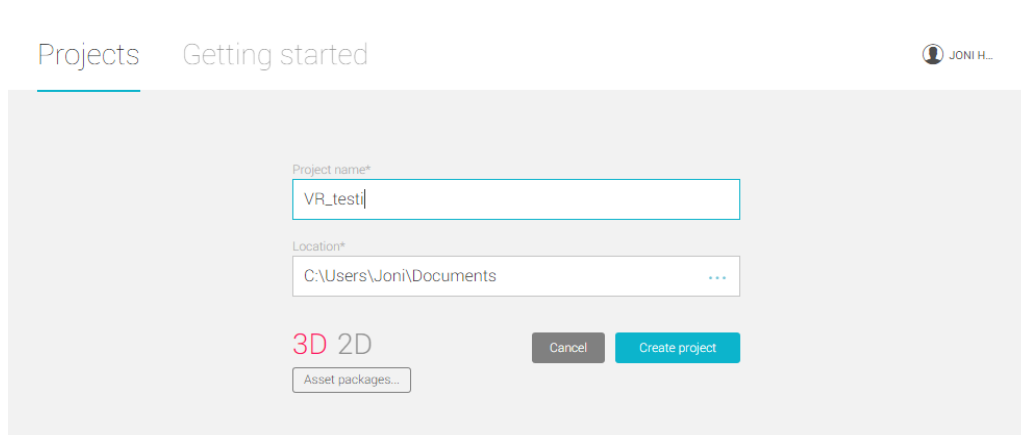 Projects Getting started JONI H...
Project name*
VR_testi
Location*
C:\Users\Joni\Documents ...
3D 2D Cancel Create project
Asset packages...